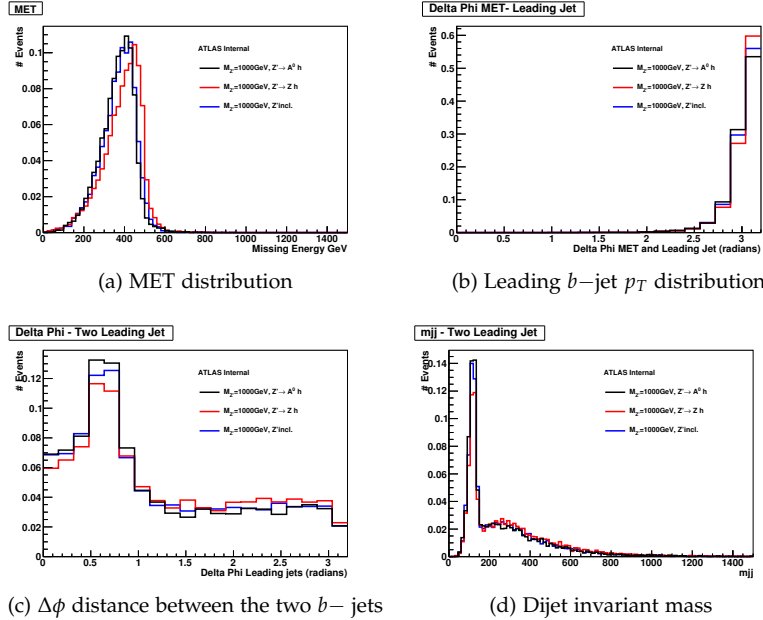 MET
# Events
0.1
0.08
0.06
0.04
0.02
0
0 200 400 600 800 1000 1200 1400
Missing Energy GeV
ATLAS Internal
M_Z=1000GeV, Z'→ A⁰ h
M_Z=1000GeV, Z'→ Z h
M_Z=1000GeV, Z'incl.
(a) MET distribution
Delta Phi MET- Leading Jet
# Events
0.6
0.5
0.4
0.3
0.2
0.1
0
0 0.5 1 1.5 2 2.5 3
Delta Phi MET and Leading Jet (radians)
ATLAS Internal
M_Z=1000GeV, Z'→ A⁰ h
M_Z=1000GeV, Z'→ Z h
M_Z=1000GeV, Z'incl.
(b) Leading b−jet p_T distribution
Delta Phi - Two Leading Jet
# Events
0.12
0.1
0.08
0.06
0.04
0.02
0
0 0.5 1 1.5 2 2.5 3
Delta Phi Leading jets (radians)
ATLAS Internal
M_Z=1000GeV, Z'→ A⁰ h
M_Z=1000GeV, Z'→ Z h
M_Z=1000GeV, Z'incl.
(c) Δϕ distance between the two b− jets
mjj - Two Leading Jet
# Events
0.14
0.12
0.1
0.08
0.06
0.04
0.02
0
0 200 400 600 800 1000 1200 1400
mjj
ATLAS Internal
M_Z=1000GeV, Z'→ A⁰ h
M_Z=1000GeV, Z'→ Z h
M_Z=1000GeV, Z'incl.
(d) Dijet invariant mass